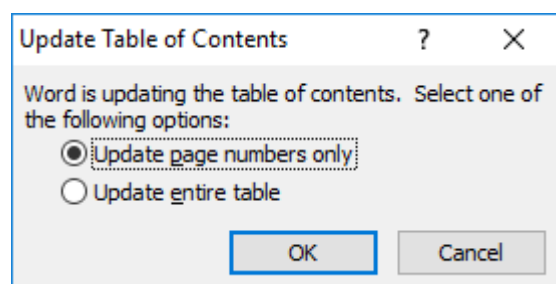 Update Table of Contents ?
Word is updating the table of contents. Select one of
the following options:
Update page numbers only
Update entire table
OK Cancel